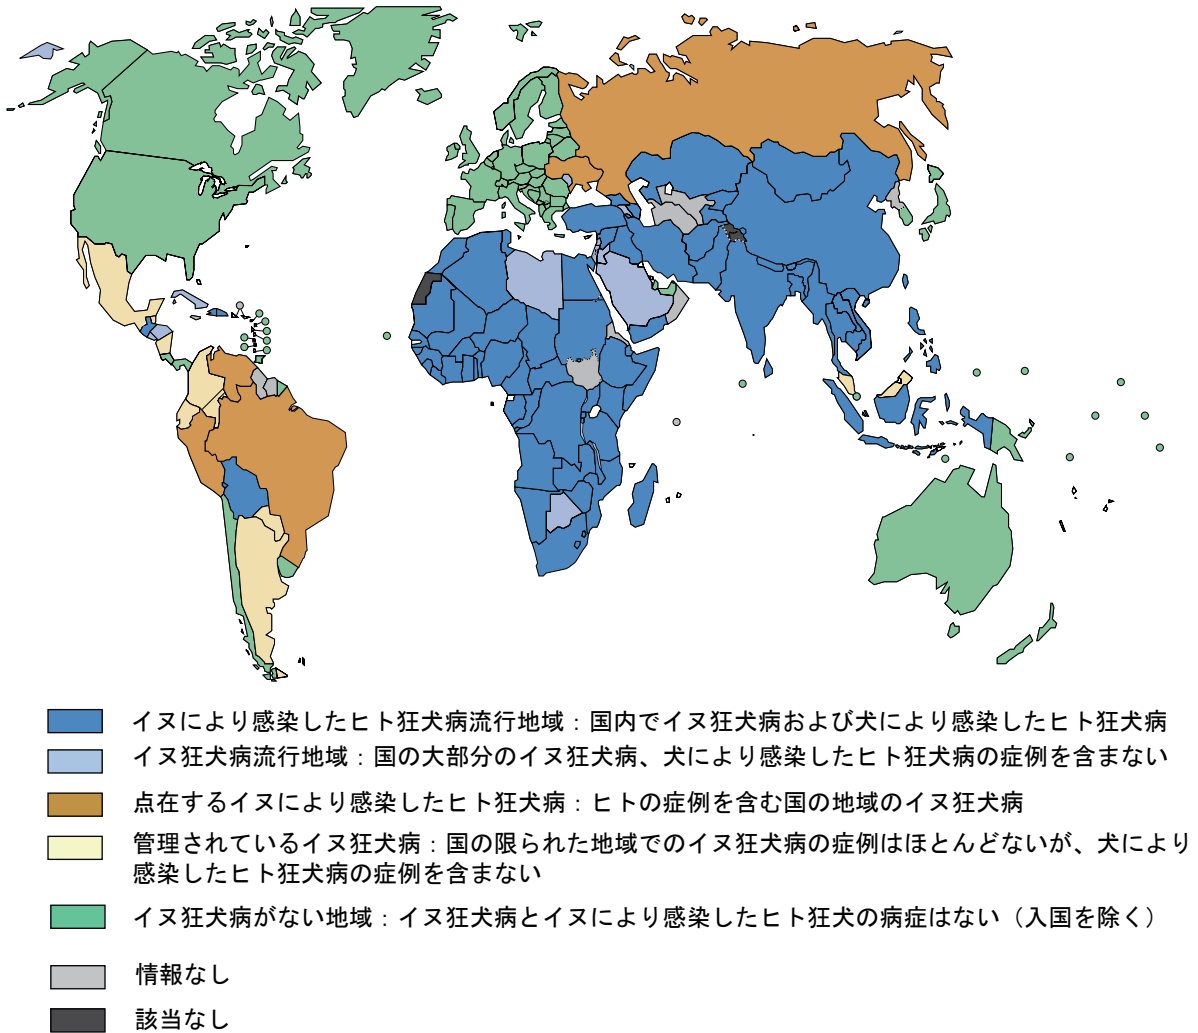 イヌにより感染したヒト狂犬病流行地域：国内でイヌ狂犬病および犬により感染したヒト狂犬病
イヌ狂犬病流行地域：国の大部分のイヌ狂犬病、犬により感染したヒト狂犬病の症例を含まない
点在するイヌにより感染したヒト狂犬病：ヒトの症例を含む国の地域のイヌ狂犬病
管理されているイヌ狂犬病：国の限られた地域でのイヌ狂犬病の症例はほとんどないが、犬により
感染したヒト狂犬病の症例を含まない
イヌ狂犬病がない地域：イヌ狂犬病とイヌにより感染したヒト狂犬の病症はない（入国を除く）
情報なし
該当なし